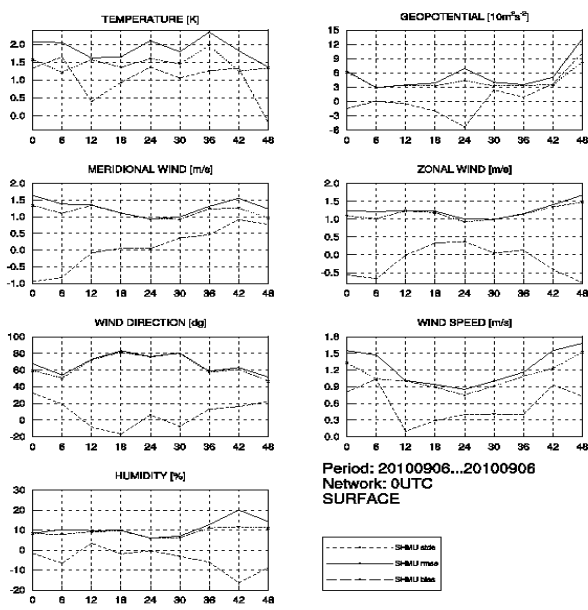 TEMPERATURE [K]
2.0
1.5
1.0
0.5
0.0
0 6 12 18 24 30 36 42 48
GEOPOTENTIAL [10m²s⁻²]
15
12
9
6
3
0
-3
-6
0 6 12 18 24 30 36 42 48
MERIDIONAL WIND [m/s]
2.0
1.5
1.0
0.5
0.0
-0.5
-1.0
0 6 12 18 24 30 36 42 48
ZONAL WIND [m/s]
2.0
1.5
1.0
0.5
0.0
-0.5
0 6 12 18 24 30 36 42 48
WIND DIRECTION [dg]
100
80
60
40
20
0
-20
0 6 12 18 24 30 36 42 48
WIND SPEED [m/s]
1.8
1.5
1.2
0.9
0.6
0.3
0.0
0 6 12 18 24 30 36 42 48
HUMIDITY [%]
30
20
10
0
-10
-20
0 6 12 18 24 30 36 42 48
Period: 20100906...20100906
Network: 0UTC
SURFACE
SHMU stde
SHMU rmse
SHMU bias